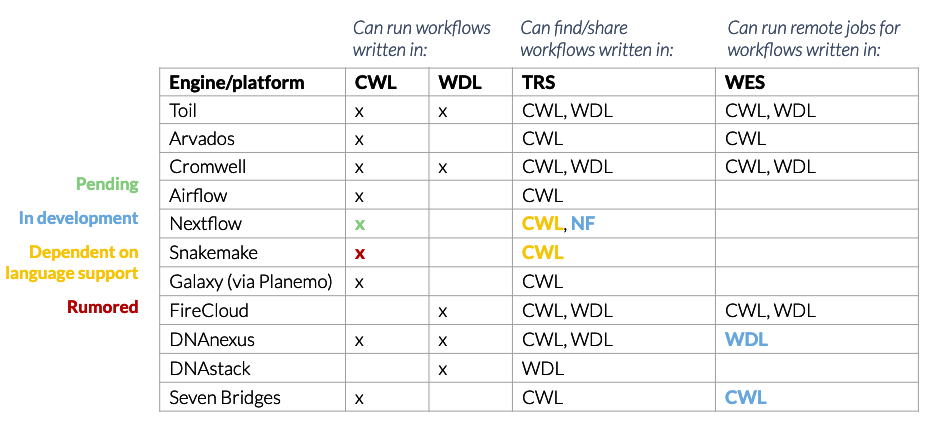 Can run workflows written in:
Can find/share workflows written in:
Can run remote jobs for workflows written in:
Engine/platform CWL WDL TRS WES
Toil x x CWL, WDL CWL, WDL
Arvados x CWL CWL
Cromwell x x CWL, WDL CWL, WDL
Airflow x CWL
Nextflow x CWL, NF
Snakemake x CWL
Galaxy (via Planemo) x CWL
FireCloud x CWL, WDL CWL, WDL
DNAnexus x x CWL, WDL WDL
DNAstack x WDL
Seven Bridges x CWL CWL
Pending
In development
Dependent on
language support
Rumored